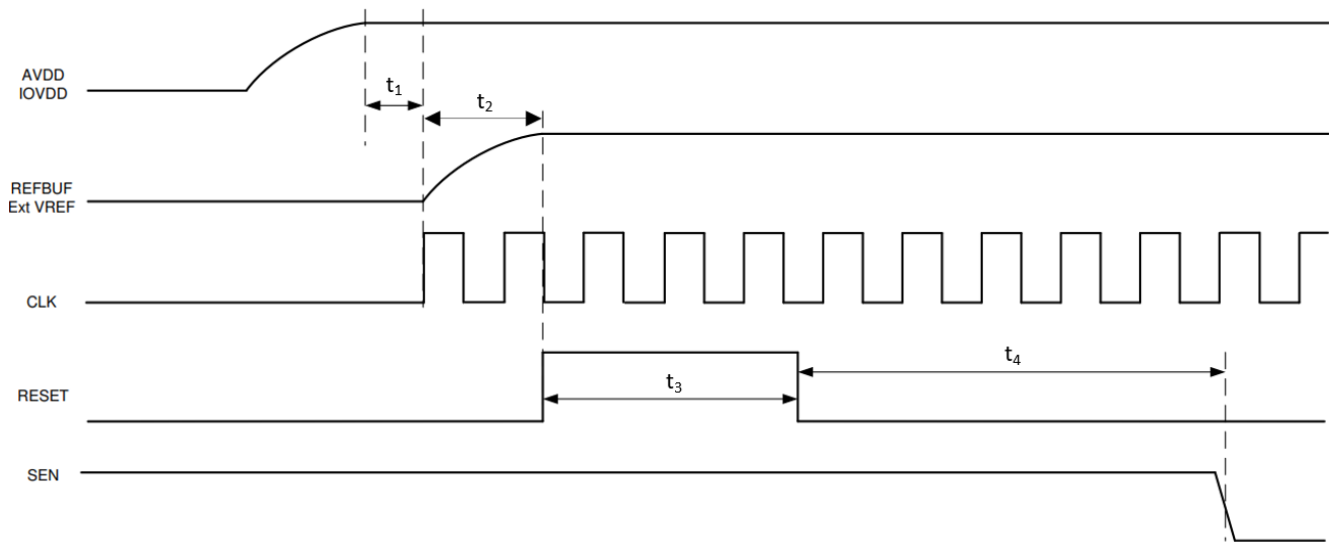 AVDD
IOVDD
t₁
t₂
REFBUF
Ext VREF
CLK
RESET
t₃
t₄
SEN